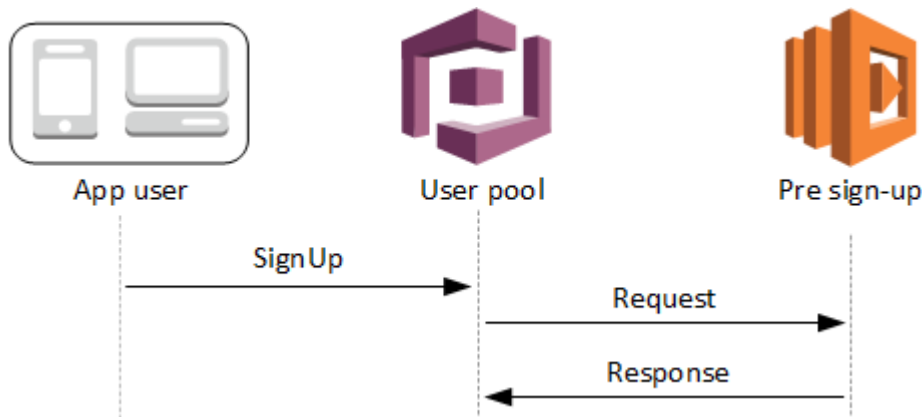 App user
User pool
Pre sign-up
SignUp
Request
Response